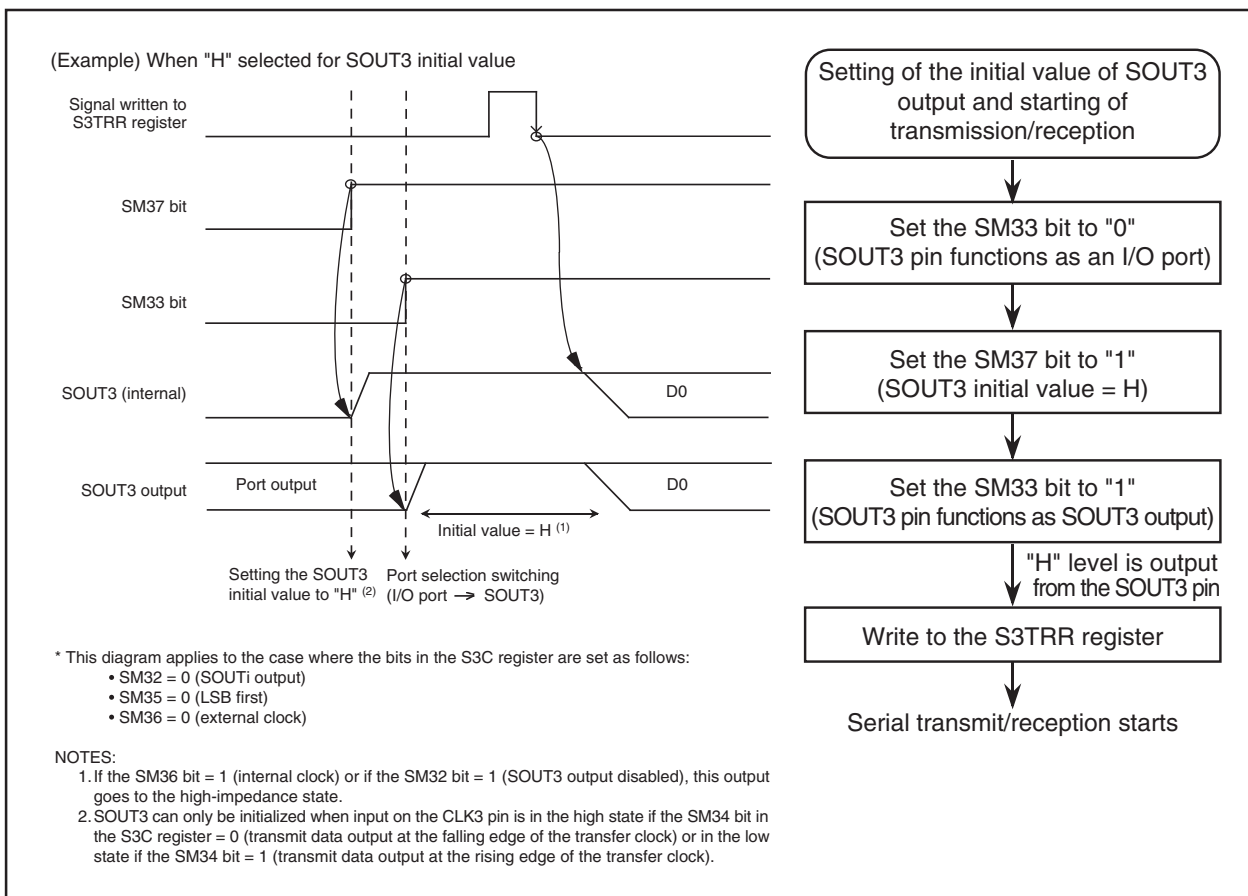 (Example) When "H" selected for SOUT3 initial value
Signal written to
S3TRR register
SM37 bit
SM33 bit
SOUT3 (internal)
D0
SOUT3 output
Port output
D0
Initial value = H (1)
Setting the SOUT3
initial value to "H" (2)
Port selection switching
(I/O port → SOUT3)
* This diagram applies to the case where the bits in the S3C register are set as follows:
• SM32 = 0 (SOUTi output)
• SM35 = 0 (LSB first)
• SM36 = 0 (external clock)
NOTES:
1. If the SM36 bit = 1 (internal clock) or if the SM32 bit = 1 (SOUT3 output disabled), this output
goes to the high-impedance state.
2. SOUT3 can only be initialized when input on the CLK3 pin is in the high state if the SM34 bit in
the S3C register = 0 (transmit data output at the falling edge of the transfer clock) or in the low
state if the SM34 bit = 1 (transmit data output at the rising edge of the transfer clock).
Setting of the initial value of SOUT3
output and starting of
transmission/reception
Set the SM33 bit to "0"
(SOUT3 pin functions as an I/O port)
Set the SM37 bit to "1"
(SOUT3 initial value = H)
Set the SM33 bit to "1"
(SOUT3 pin functions as SOUT3 output)
"H" level is output
from the SOUT3 pin
Write to the S3TRR register
Serial transmit/reception starts